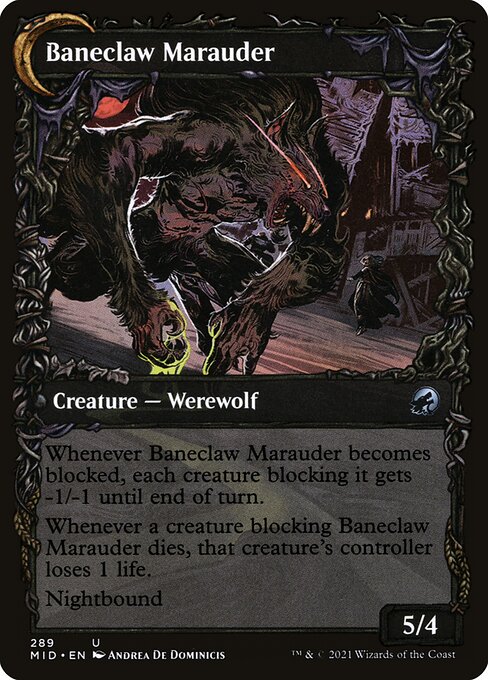 Baneclaw Marauder
Creature — Werewolf
Whenever Baneclaw Marauder becomes
blocked, each creature blocking it gets
-1/-1 until end of turn.
Whenever a creature blocking Baneclaw
Marauder dies, that creature's controller
loses 1 life.
Nightbound
5/4
289 U
MID • EN Andrea De Dominicis
™ & © 2021 Wizards of the Coast